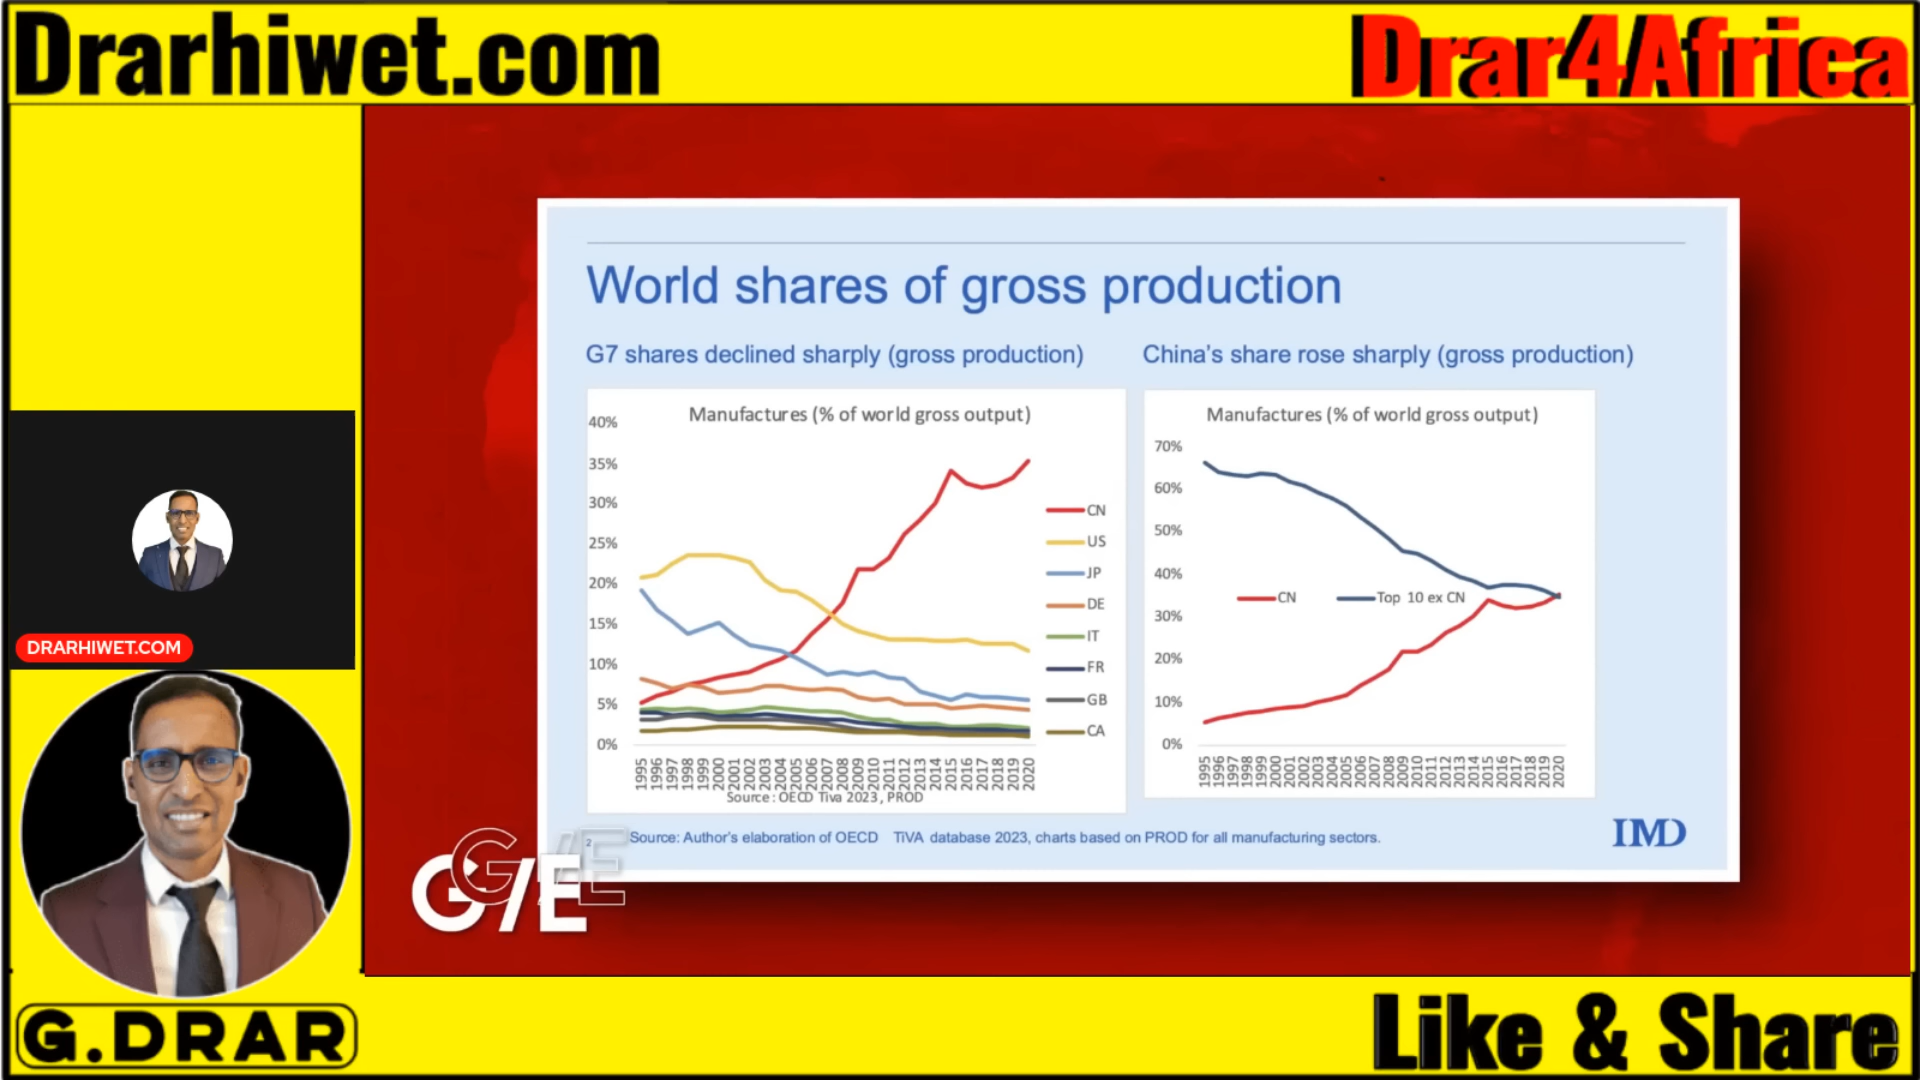 Drarhiwet.com
Drar4Africa
World shares of gross production
G7 shares declined sharply (gross production)
China's share rose sharply (gross production)
Manufactures (% of world gross output)
40%
35%
30%
25%
20%
15%
10%
5%
0%
CN
US
JP
DE
IT
FR
GB
CA
1995
1996
1997
1998
1999
2000
2001
2002
2003
2004
2005
2006
2007
2008
2009
2010
2011
2012
2013
2014
2015
2016
2017
2018
2019
2020
Source: OECD Tiva 2023, PROD
Manufactures (% of world gross output)
70%
60%
50%
40%
30%
20%
10%
0%
CN
Top 10 ex CN
1995
1996
1997
1998
1999
2000
2001
2002
2003
2004
2005
2006
2007
2008
2009
2010
2011
2012
2013
2014
2015
2016
2017
2018
2019
2020
2
Source: Author's elaboration of OECD TiVA database 2023, charts based on PROD for all manufacturing sectors.
IMD
G/E
G/E
DRARHIWET.COM
G.DRAR
Like & Share